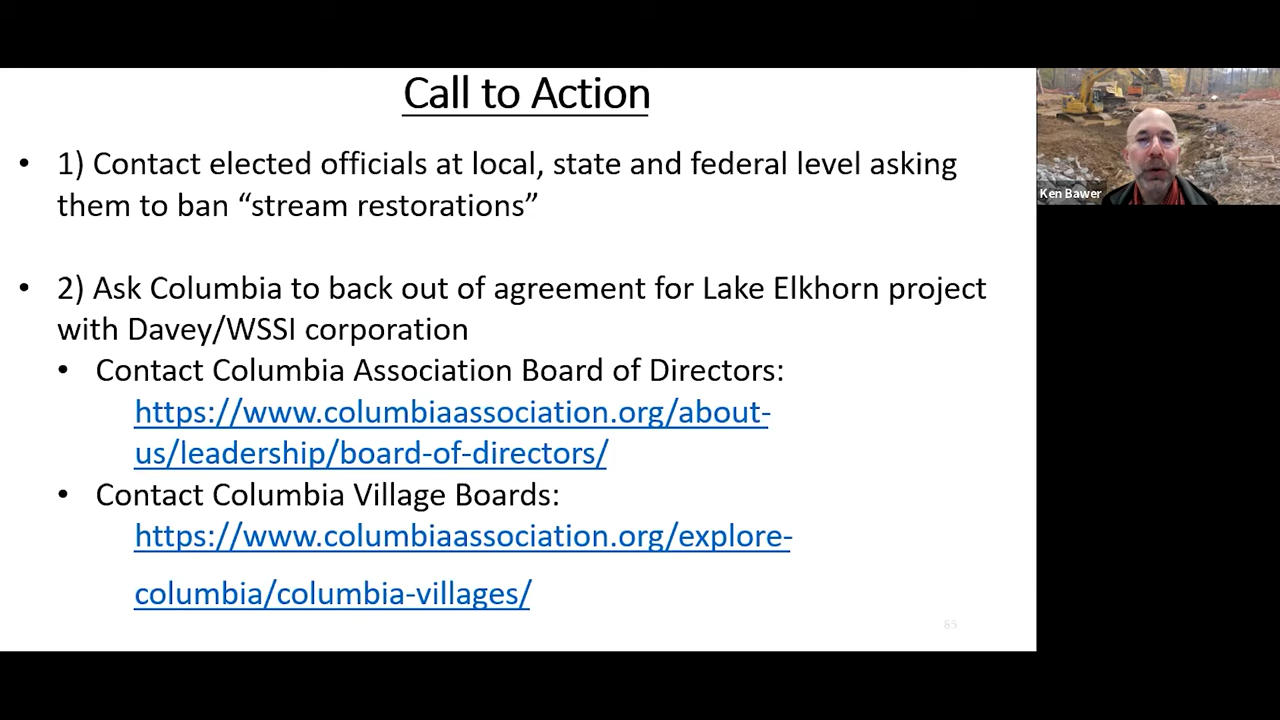 Call to Action
• 1) Contact elected officials at local, state and federal level asking
them to ban “stream restorations”
• 2) Ask Columbia to back out of agreement for Lake Elkhorn project
with Davey/WSSI corporation
• Contact Columbia Association Board of Directors:
https://www.columbiaassociation.org/about-
us/leadership/board-of-directors/
• Contact Columbia Village Boards:
https://www.columbiaassociation.org/explore-
columbia/columbia-villages/
85
Ken Bawer